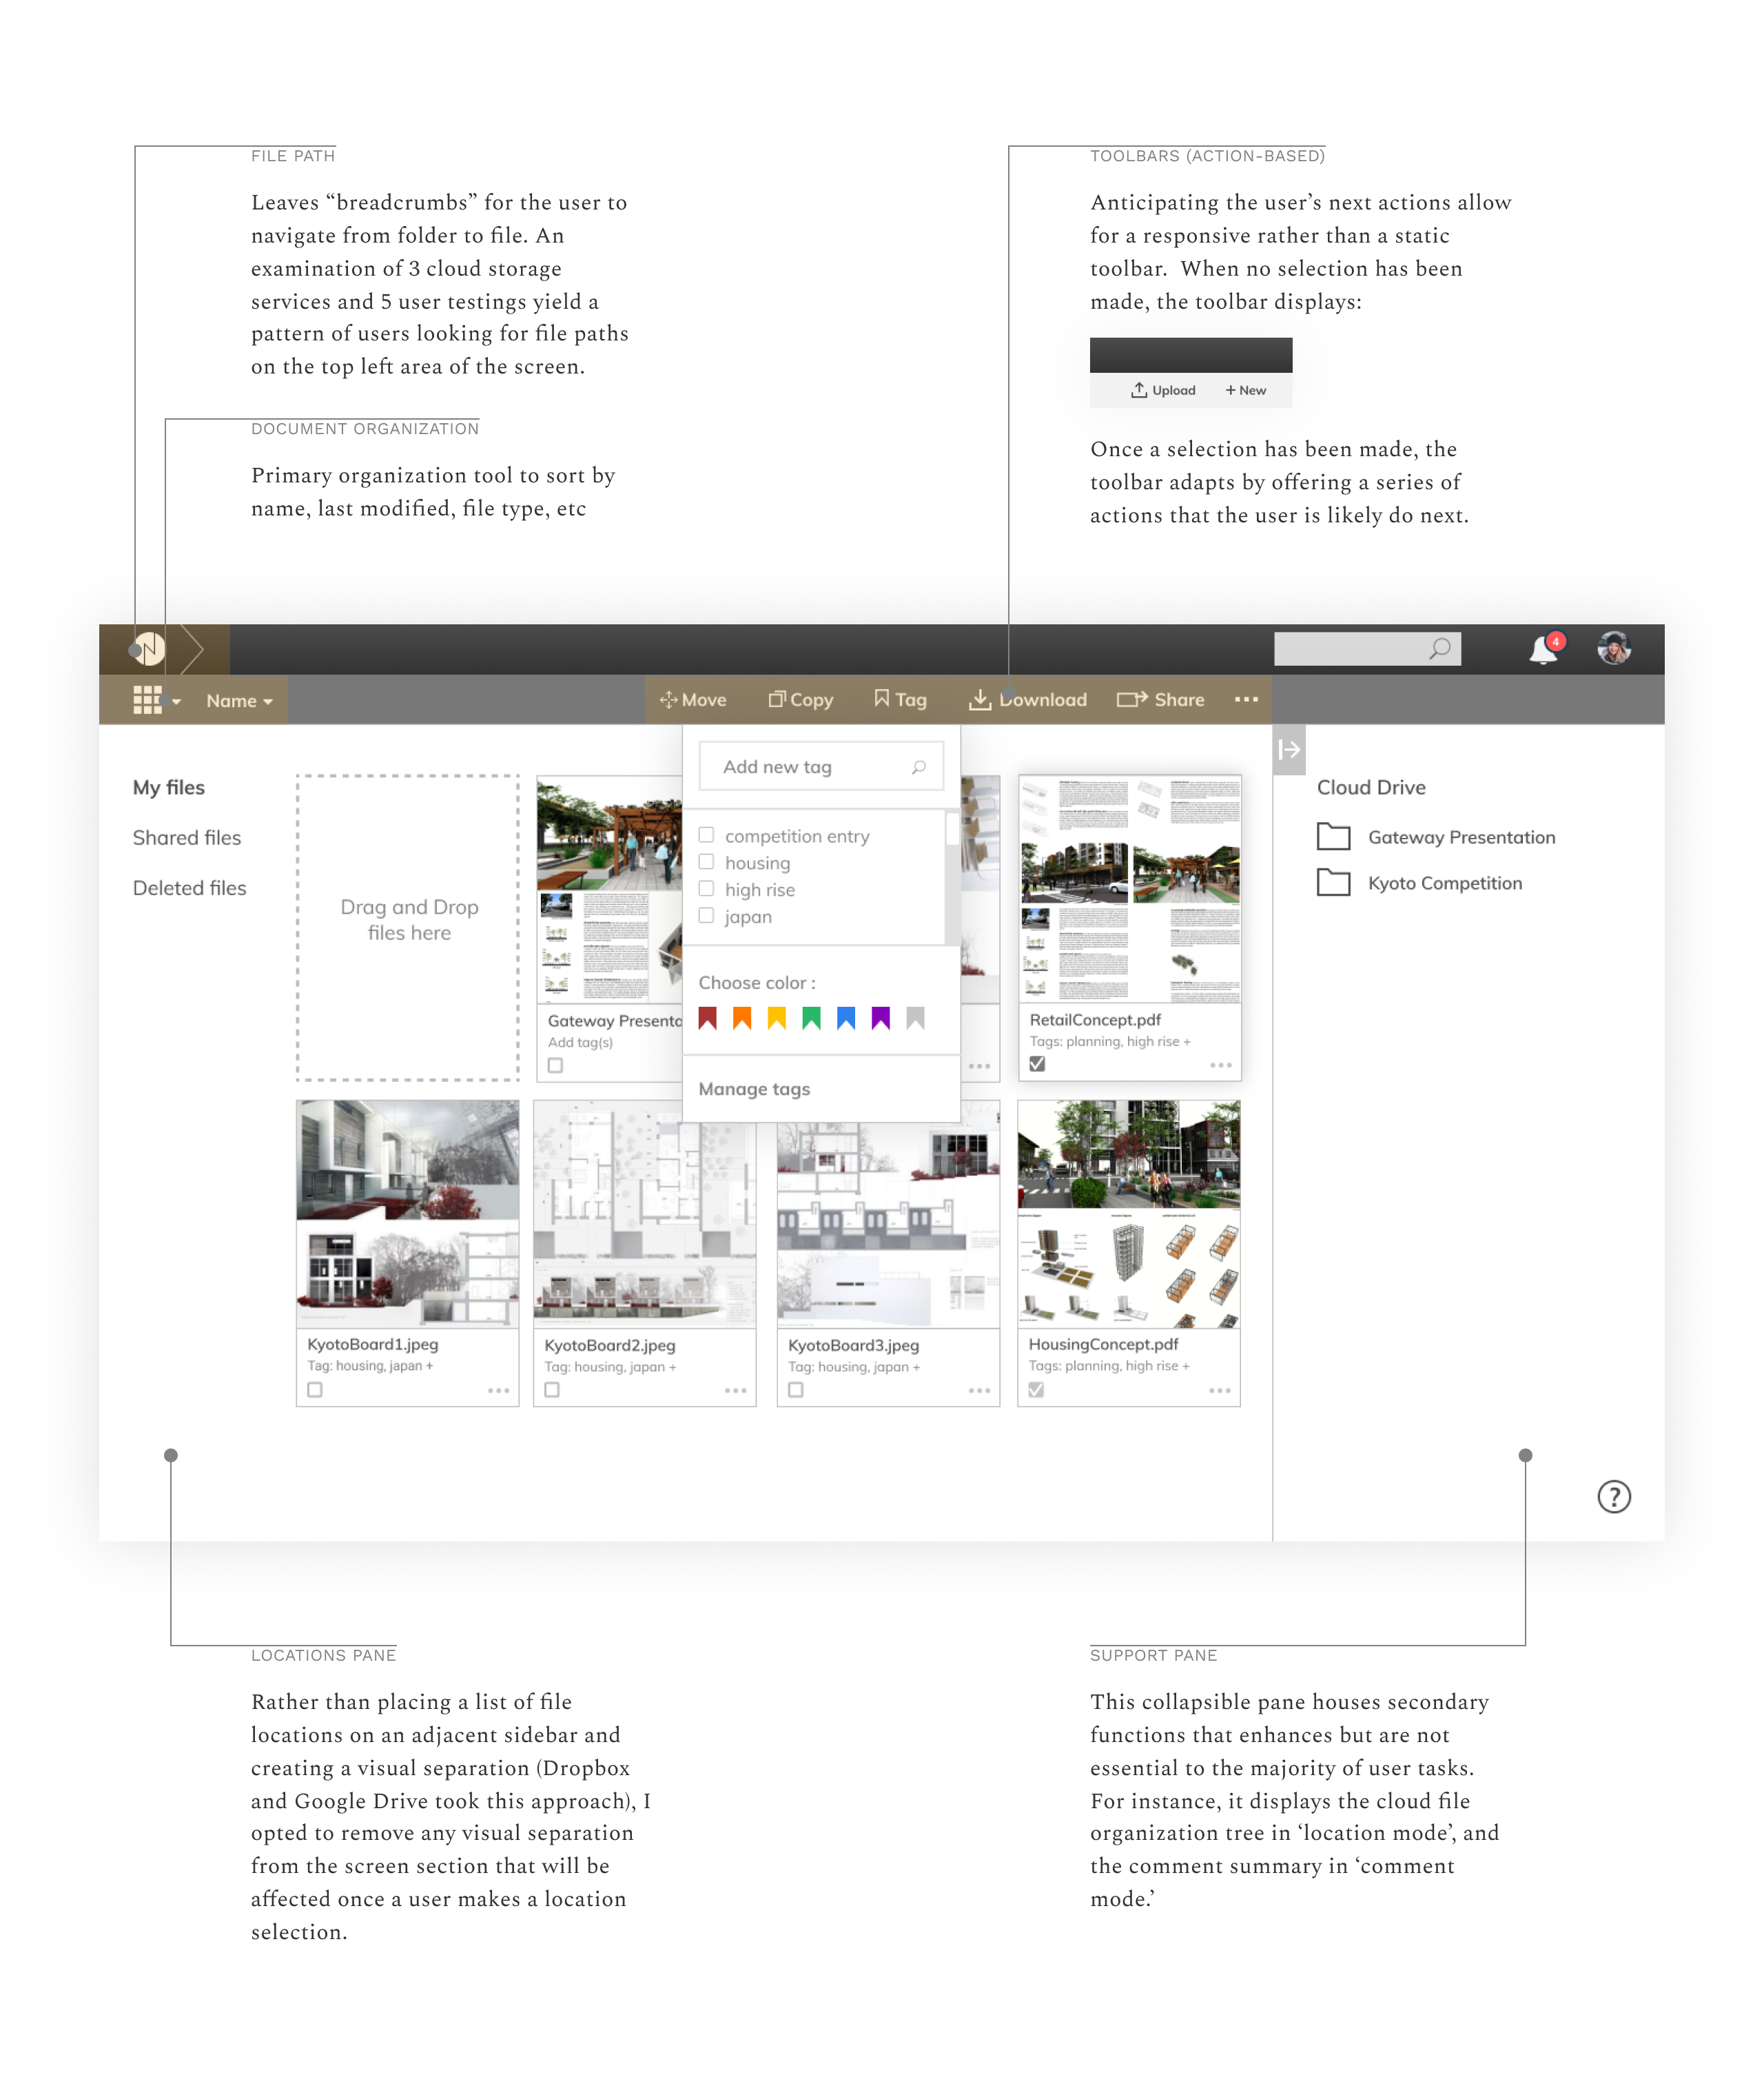 FILE PATH
Leaves “breadcrumbs” for the user to
navigate from folder to file. An
examination of 3 cloud storage
services and 5 user testings yield a
pattern of users looking for file paths
on the top left area of the screen.
DOCUMENT ORGANIZATION
Primary organization tool to sort by
name, last modified, file type, etc
TOOLBARS (ACTION-BASED)
Anticipating the user’s next actions allow
for a responsive rather than a static
toolbar.  When no selection has been
made, the toolbar displays:
Upload + New
Once a selection has been made, the
toolbar adapts by offering a series of
actions that the user is likely do next.
N
4
Name Move Copy Tag Download Share
My files
Shared files
Deleted files
Drag and Drop
files here
Add new tag
competition entry
housing
high rise
japan
Choose color :
Manage tags
Gateway Presenta
Add tag(s)
RetailConcept.pdf
Tags: planning, high rise +
KyotoBoard1.jpeg
Tag: housing, japan +
KyotoBoard2.jpeg
Tag: housing, japan +
KyotoBoard3.jpeg
Tag: housing, japan +
HousingConcept.pdf
Tags: planning, high rise +
Cloud Drive
Gateway Presentation
Kyoto Competition
?
LOCATIONS PANE
Rather than placing a list of file
locations on an adjacent sidebar and
creating a visual separation (Dropbox
and Google Drive took this approach), I
opted to remove any visual separation
from the screen section that will be
affected once a user makes a location
selection.
SUPPORT PANE
This collapsible pane houses secondary
functions that enhances but are not
essential to the majority of user tasks.
For instance, it displays the cloud file
organization tree in ‘location mode’, and
the comment summary in ‘comment
mode.’